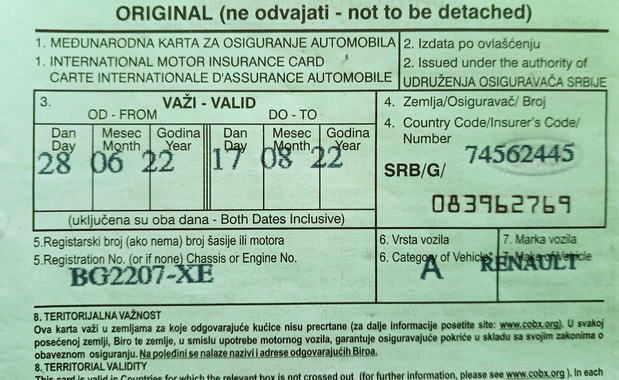 ORIGINAL (ne odvajati - not to be detached)
1. MEĐUNARODNA KARTA ZA OSIGURANJE AUTOMOBILA
1. INTERNATIONAL MOTOR INSURANCE CARD
CARTE INTERNATIONALE D'ASSURANCE AUTOMOBILE
2. Izdata po ovlašćenju
2. Issued under the authority of
UDRUŽENJA OSIGURAVAČA SRBIJE
3. VAŽI - VALID
OD - FROM DO - TO
Dan Mesec Godina Dan Mesec Godina
Day Month Year Day Month Year
28 06 22 17 08 22
(uključena su oba dana - Both Dates Inclusive)
4. Zemlja/Osiguravač/ Broj
4. Country Code/Insurer's Code/
Number
74562445
SRB/G/
083962769
5.Registarski broj (ako nema) broj šasije ili motora
5.Registration No. (or if none) Chassis or Engine No.
BG2207-XE
6. Vrsta vozila
6. Category of Vehicle
A
7. Marka vozila
7. Make of Vehicle
RENAULT
8. TERITORIJALNA VAŽNOST
Ova karta važi u zemljama za koje odgovarajuće kućice nisu precrtane (za dalje informacije posetite site: www.cobx.org). U svakoj
posećenoj zemlji, Biro te zemlje, u smislu upotrebe motornog vozila, garantuje osiguravajuće pokriće u skladu sa svojim zakonima o
obaveznom osiguranju. Na poleđini se nalaze nazivi i adrese odgovarajućih Biroa.
8. TERRITORIAL VALIDITY
This card is valid in Countries for which the relevant box is not crossed out (for further information, please see www.cobx.org ). In each